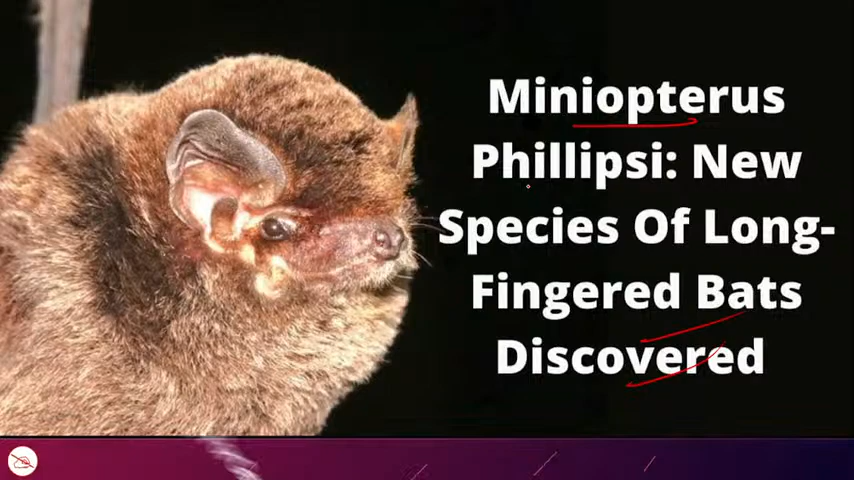 Miniopterus
Phillipsi: New
Species Of Long-
Fingered Bats
Discovered